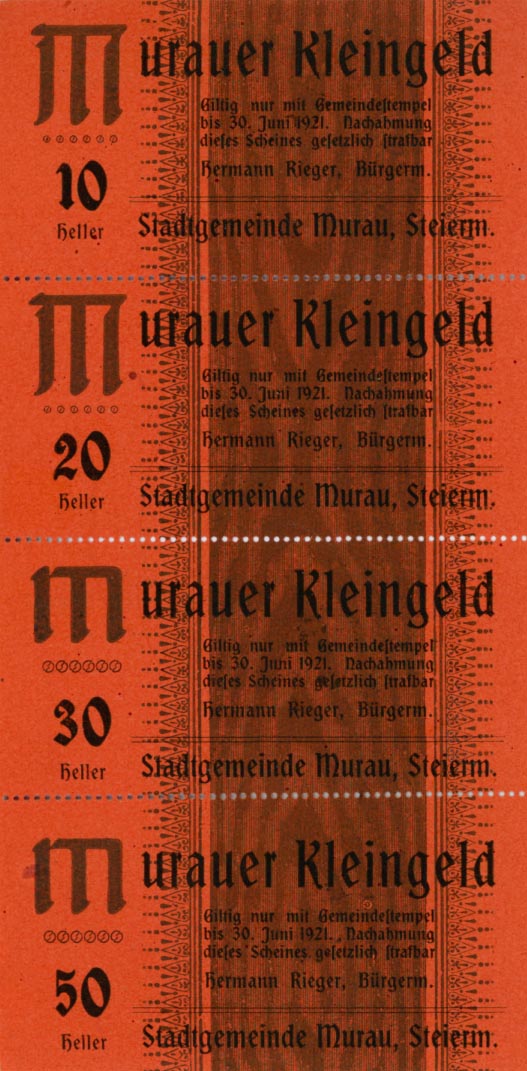 Murauer Kleingeld
Giltig nur mit Gemeindeſtempel
bis 30. Juni 1921. Nachahmung
dieſes Scheines geſetzlich ſtrafbar
Hermann Rieger, Bürgerm.
10
Heller
Stadtgemeinde Murau, Steierm.
Murauer Kleingeld
Giltig nur mit Gemeindeſtempel
bis 30. Juni 1921. Nachahmung
dieſes Scheines geſetzlich ſtrafbar
Hermann Rieger, Bürgerm.
20
Heller
Stadtgemeinde Murau, Steierm.
Murauer Kleingeld
Giltig nur mit Gemeindeſtempel
bis 30. Juni 1921. Nachahmung
dieſes Scheines geſetzlich ſtrafbar
Hermann Rieger, Bürgerm.
30
Heller
Stadtgemeinde Murau, Steierm.
Murauer Kleingeld
Giltig nur mit Gemeindeſtempel
bis 30. Juni 1921. Nachahmung
dieſes Scheines geſetzlich ſtrafbar
Hermann Rieger, Bürgerm.
50
Heller
Stadtgemeinde Murau, Steierm.